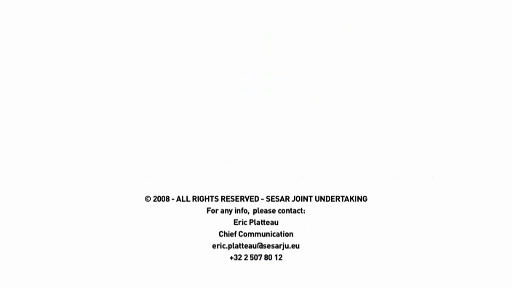 © 2008 - ALL RIGHTS RESERVED - SESAR JOINT UNDERTAKING
For any info, please contact:
Eric Platteau
Chief Communication
eric.platteau@sesarju.eu
+32 2 507 80 12